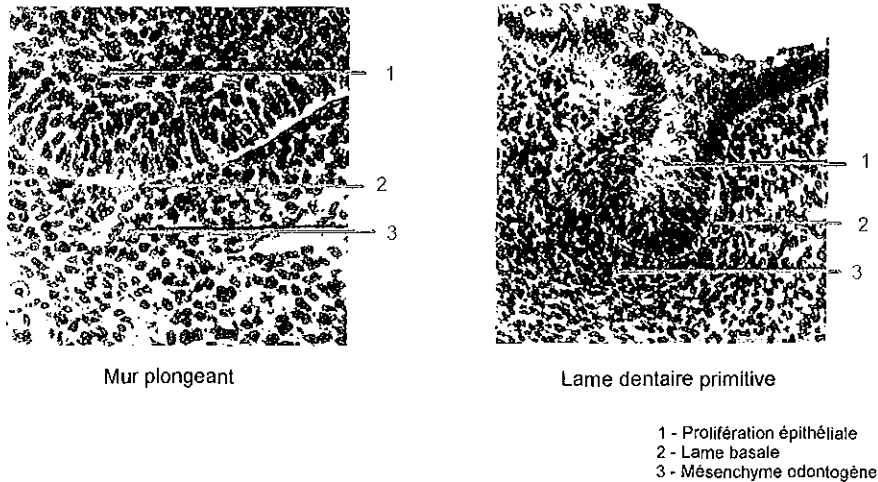 1
2
3
Mur plongeant
1
2
3
Lame dentaire primitive
1 - Prolifération épithéliale
2 - Lame basale
3 - Mésenchyme odontogène